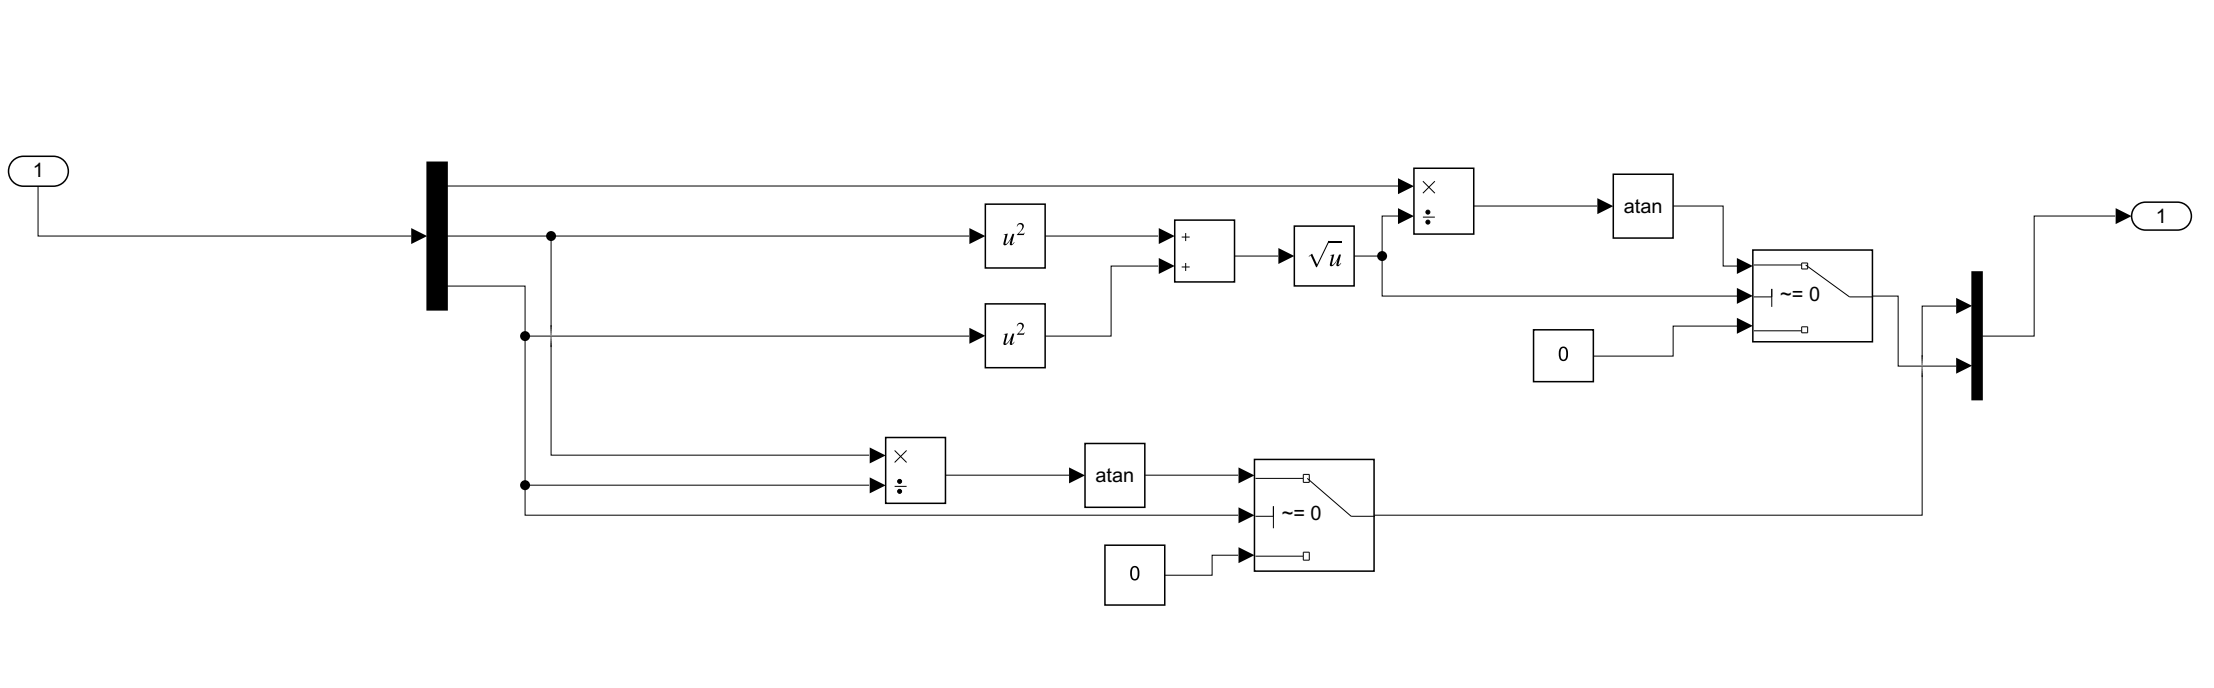 1
×
÷
u²
+
+
√u
atan
1
~= 0
u²
0
×
÷
atan
~= 0
0